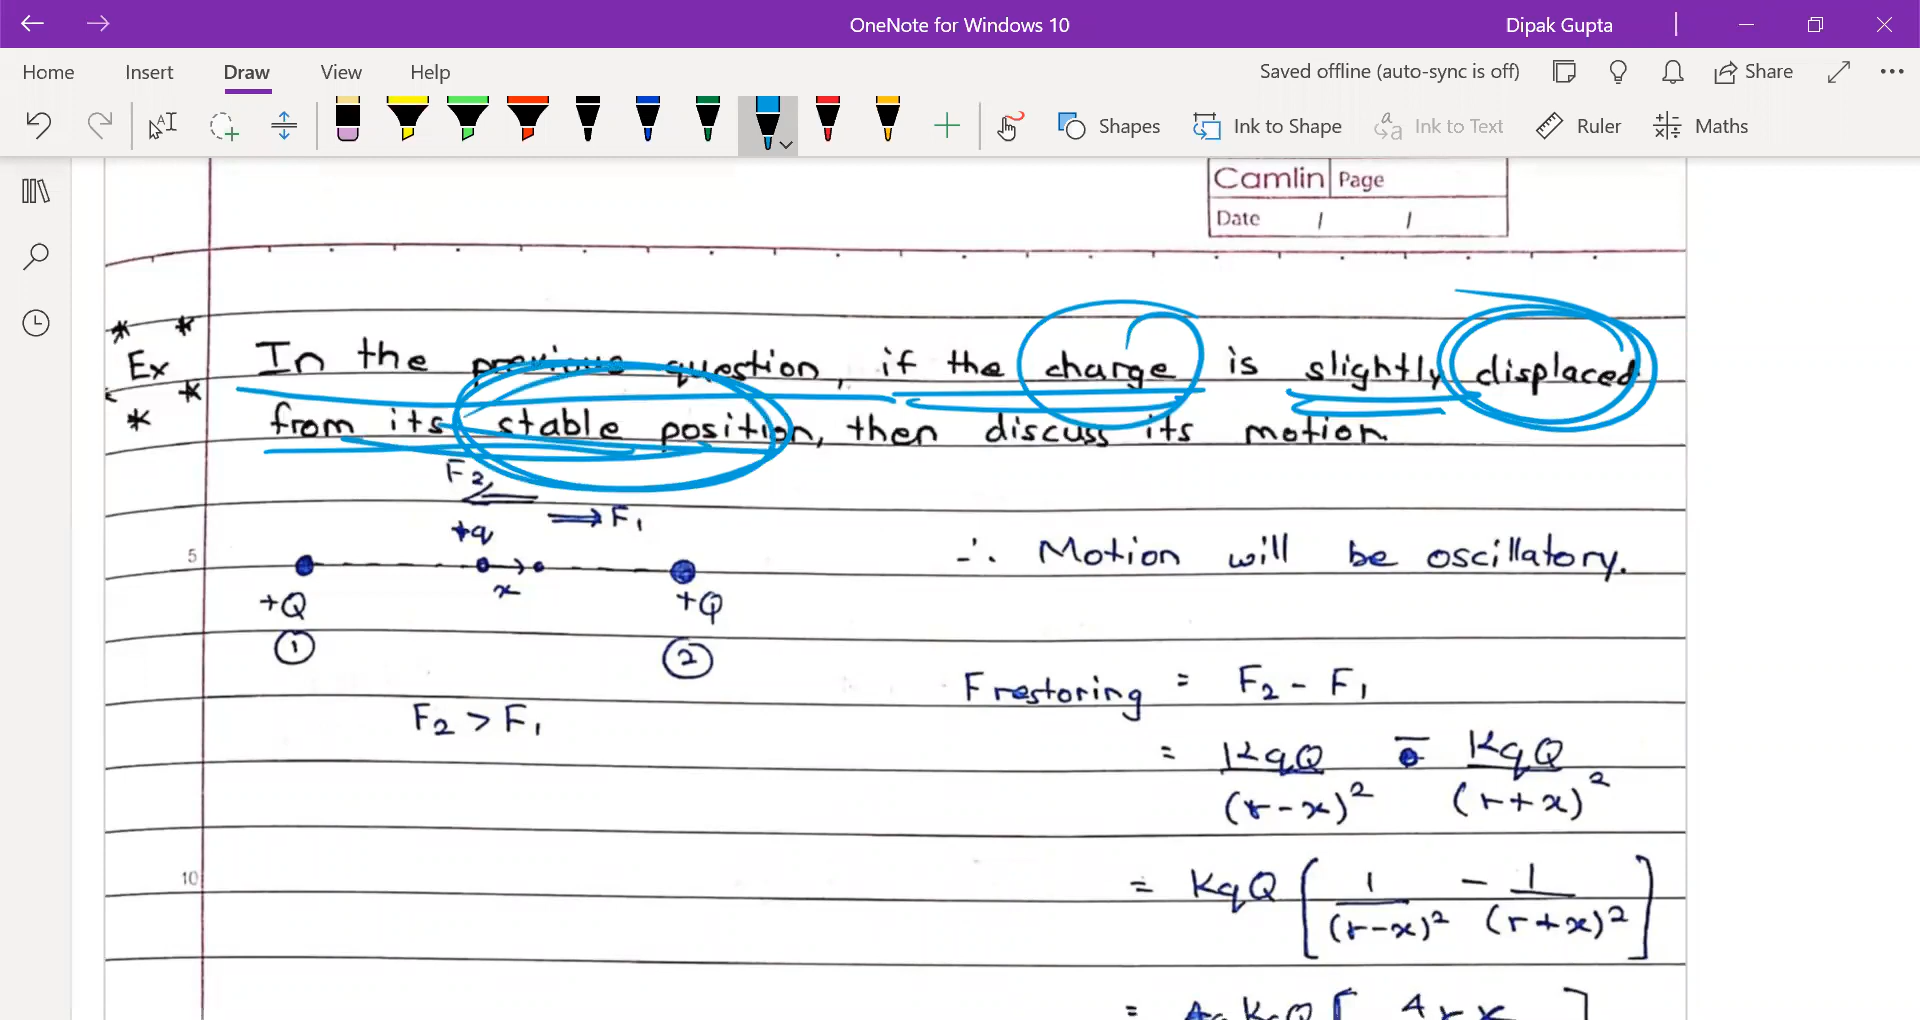 OneNote for Windows 10
Dipak Gupta
Home Insert Draw View Help
Saved offline (auto-sync is off) Share
Shapes Ink to Shape Ink to Text Ruler Maths
Camlin Page
Date / /
Ex In the previous question, if the charge is slightly displaced
from its stable position, then discuss its motion.
F2
→ F1
+q
5
∴ Motion will be oscillatory.
x
+Q +Q
1 2
F restoring = F2 - F1
F2 > F1
= KqQ/(r-x)² - KqQ/(r+x)²
10
= KqQ [1/(r-x)² - 1/(r+x)²]